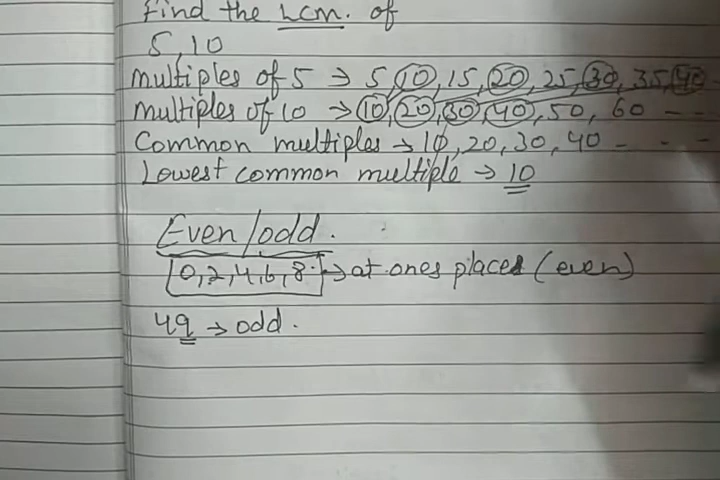 Find the LCM. of
5,10
multiples of 5 → 5,10,15,20,25,30,35,40
multiples of 10 → 10,20,30,40,50,60 - -
Common multiples → 10,20,30,40 - - -
Lowest common multiple → 10
Even/odd.
0,2,4,6,8 → at ones place (even)
49 → odd.